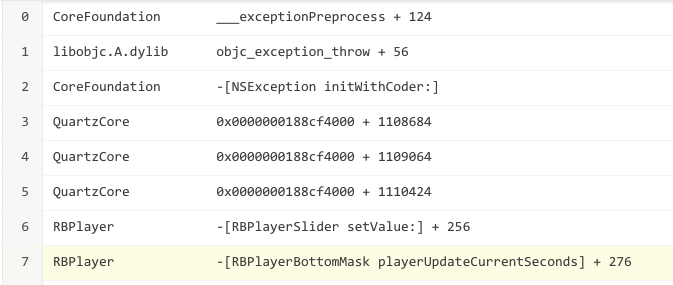 0 CoreFoundation ___exceptionPreprocess + 124
1 libobjc.A.dylib objc_exception_throw + 56
2 CoreFoundation -[NSException initWithCoder:]
3 QuartzCore 0x0000000188cf4000 + 1108684
4 QuartzCore 0x0000000188cf4000 + 1109064
5 QuartzCore 0x0000000188cf4000 + 1110424
6 RBPlayer -[RBPlayerSlider setValue:] + 256
7 RBPlayer -[RBPlayerBottomMask playerUpdateCurrentSeconds] + 276